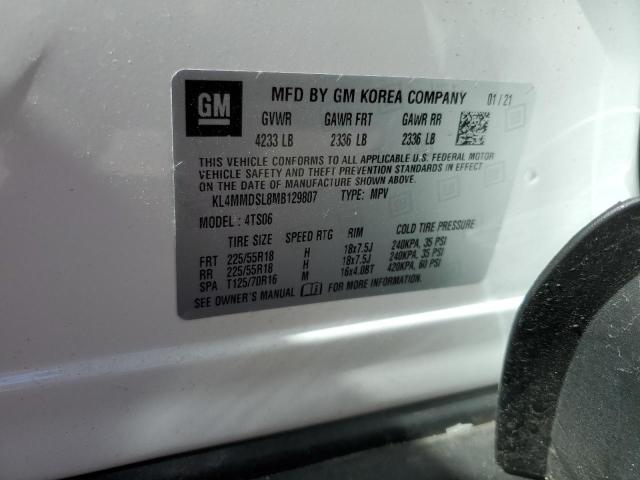 GM
MFD BY GM KOREA COMPANY 01/21
GVWR GAWR FRT GAWR RR
4233 LB 2336 LB 2336 LB
THIS VEHICLE CONFORMS TO ALL APPLICABLE U.S. FEDERAL MOTOR
VEHICLE SAFETY AND THEFT PREVENTION STANDARDS IN EFFECT
ON THE DATE OF MANUFACTURE SHOWN ABOVE.
KL4MMDSL8MB129807 TYPE: MPV
MODEL: 4TS06
TIRE SIZE SPEED RTG RIM COLD TIRE PRESSURE
FRT 225/55R18 H 18x7.5J 240KPA, 35 PSI
RR 225/55R18 H 18x7.5J 240KPA, 35 PSI
SPA T125/70R16 M 16x4.0BT 420KPA, 60 PSI
SEE OWNER'S MANUAL FOR MORE INFORMATION